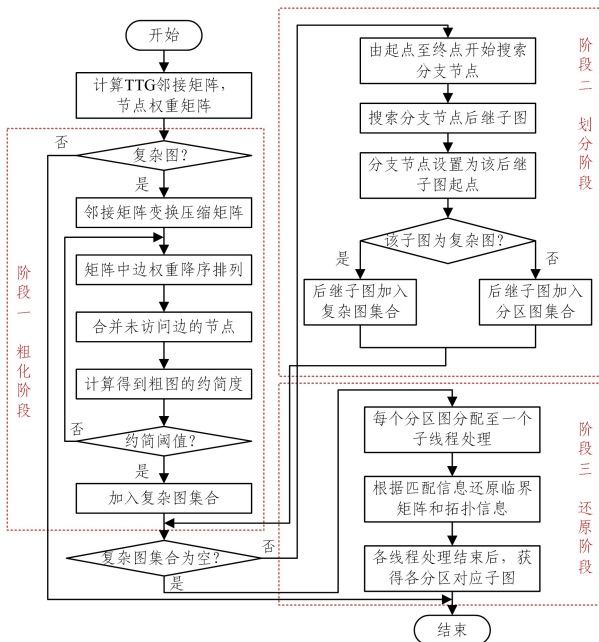 开始
计算TTG邻接矩阵，
节点权重矩阵
否
复杂图？
是
邻接矩阵变换压缩矩阵
矩阵中边权重降序排列
合并未访问边的节点
计算得到粗图的约简度
否
约简阈值？
是
加入复杂图集合
复杂图集合为空？
否
是
阶段一 粗化阶段
由起点至终点开始搜索
分支节点
搜索分支节点后继子图
分支节点设置为该后继
子图起点
该子图为复杂图？
是
否
后继子图加入
复杂图集合
后继子图加入
分区图集合
阶段二 划分阶段
每个分区图分配至一个
子线程处理
根据匹配信息还原临界
矩阵和拓扑信息
各线程处理结束后，获
得各分区对应子图
阶段三 还原阶段
结束